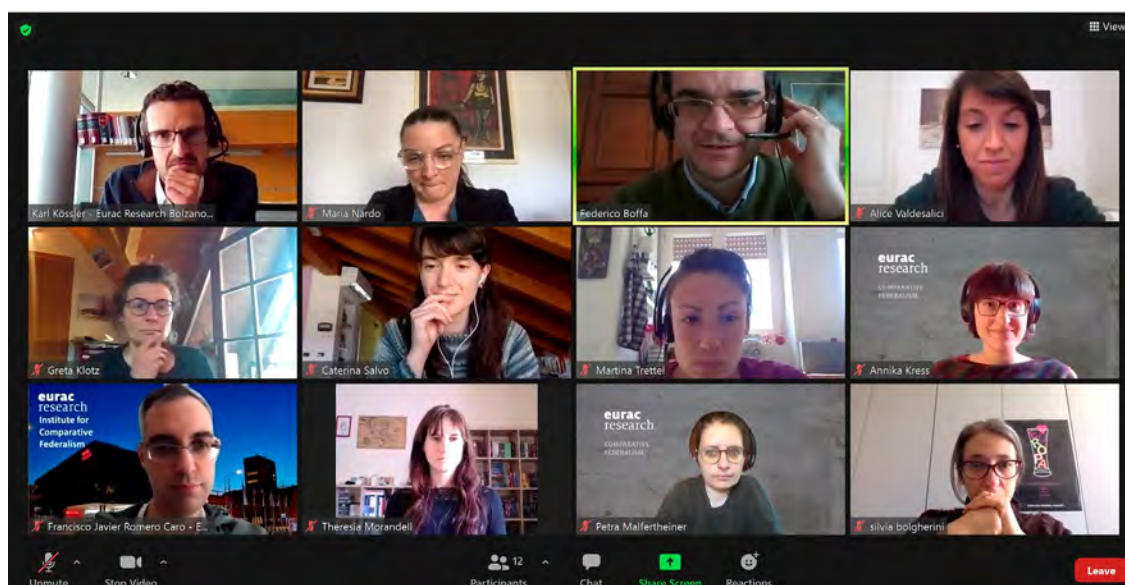 View
Karl Kössler - Eurac Research Bolzano...
Maria Nardo
Federico Boffa
Alice Valdesalici
eurac
research
COMPARATIVE
FEDERALISM
Greta Klotz
Caterina Salvo
Martina Trettel
Annika Kress
eurac
research
Institute for
Comparative
Federalism
eurac
research
COMPARATIVE
FEDERALISM
Francisco Javier Romero Caro - E...
Theresia Morandell
Petra Malfertheiner
silvia bolgherini
Unmute
Stop Video
Participants
12
Chat
Share Screen
Reactions
Leave